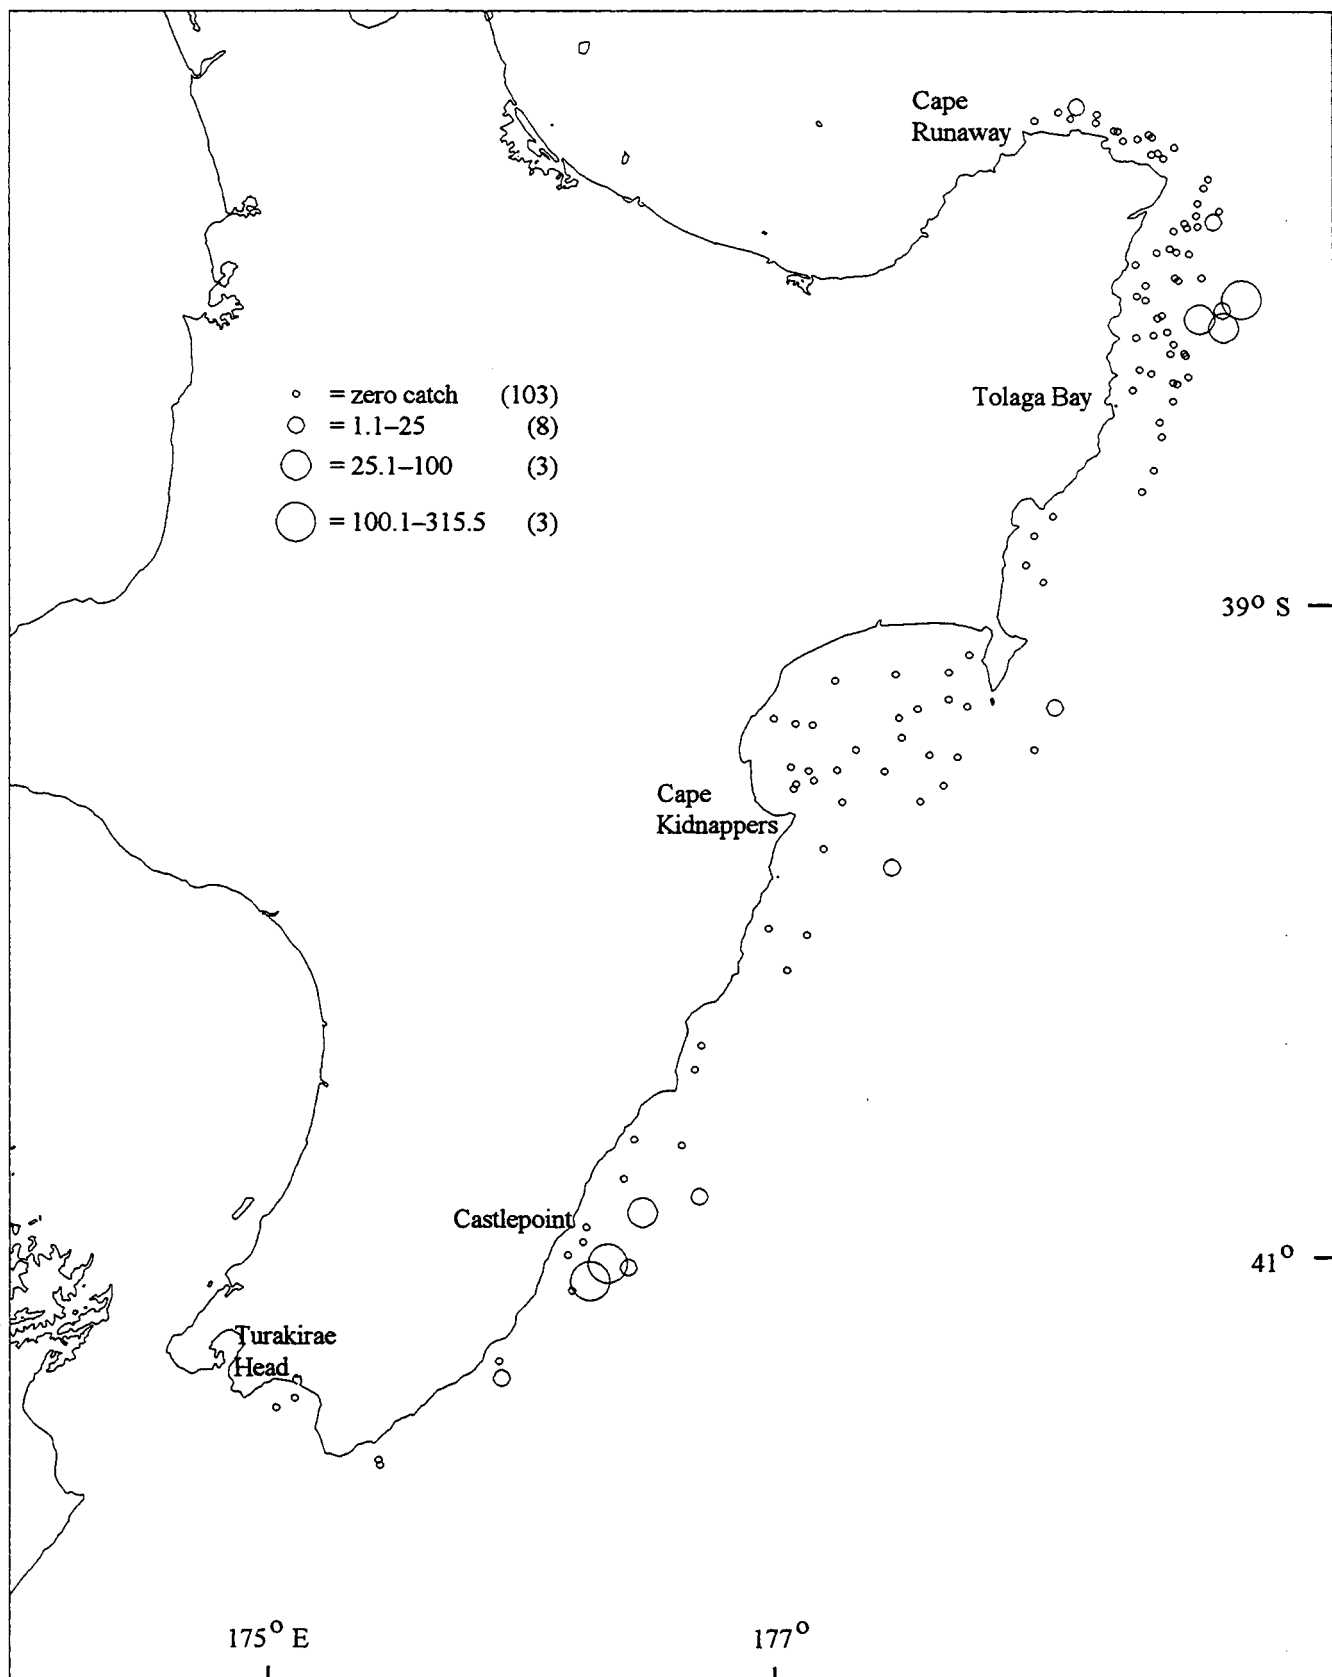 Cape
Runaway
= zero catch (103)
= 1.1–25 (8)
= 25.1–100 (3)
= 100.1–315.5 (3)
Tolaga Bay
39° S
Cape
Kidnappers
Castlepoint
41°
Turakirae
Head
175° E
177°